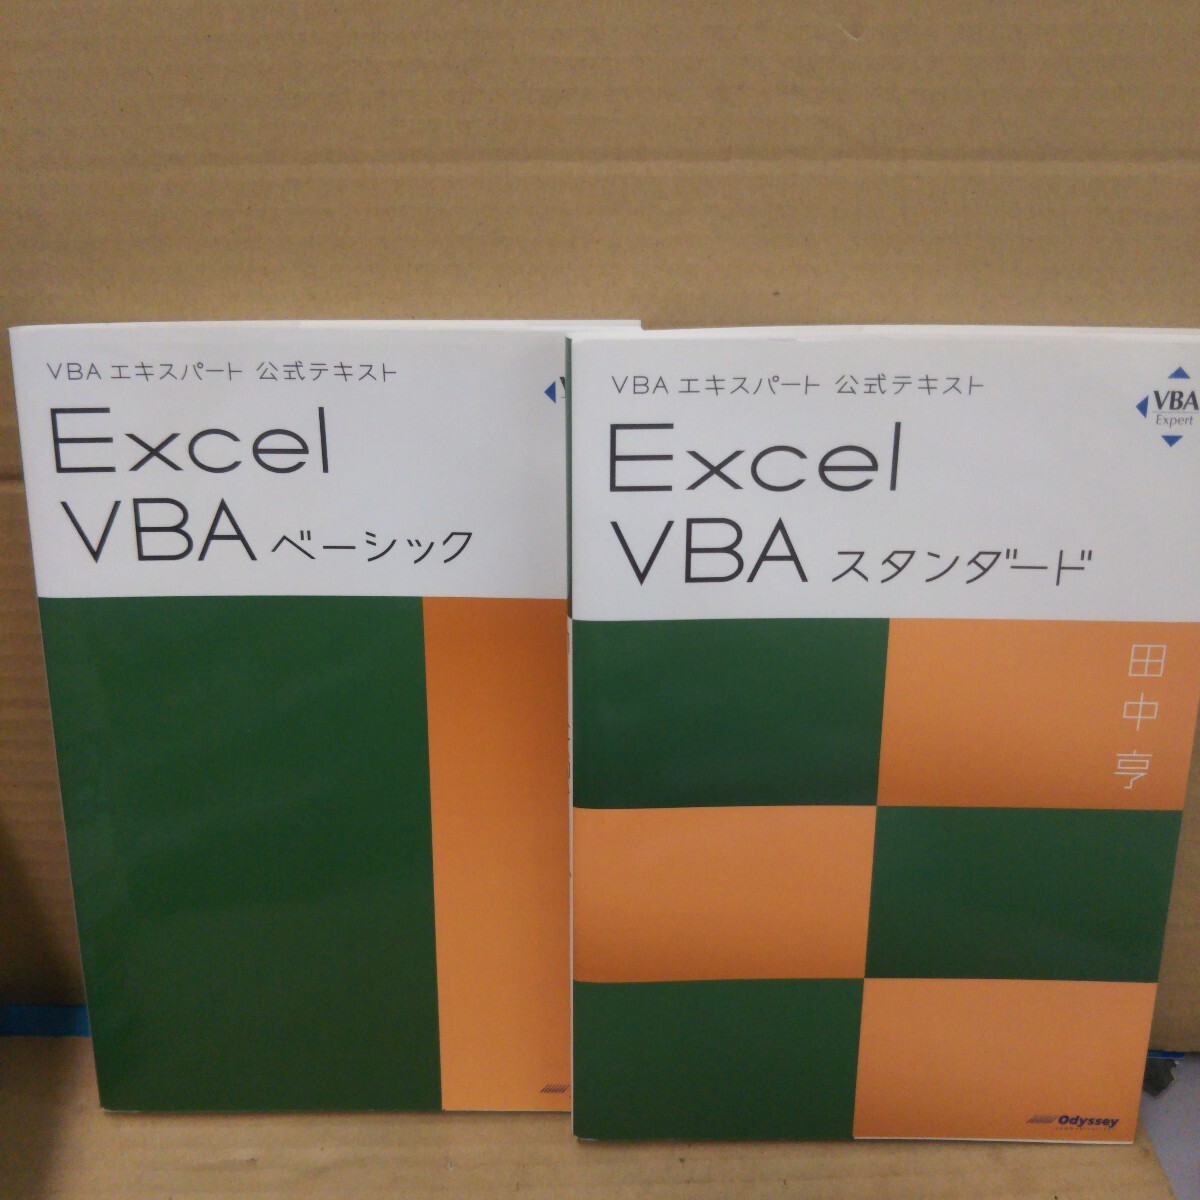 VBA エキスパート 公式テキスト
Excel
VBA ベーシック
VBA エキスパート 公式テキスト
VBA
Expert
Excel
VBA スタンダード
田中亨
Odyssey